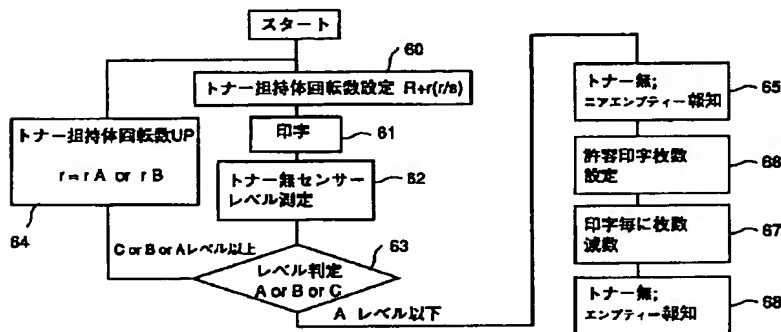 スタート
60
トナー担持体回転数設定 R+r(r/s)
印字
61
トナー無センサー
レベル測定
62
レベル判定
A or B or C
63
トナー担持体回転数UP
r = r A or r B
64
C or B or A レベル以上
A レベル以下
トナー無;
ニアエンプティー報知
65
許容印字枚数
設定
66
印字毎に枚数
減数
67
トナー無;
エンプティー報知
68